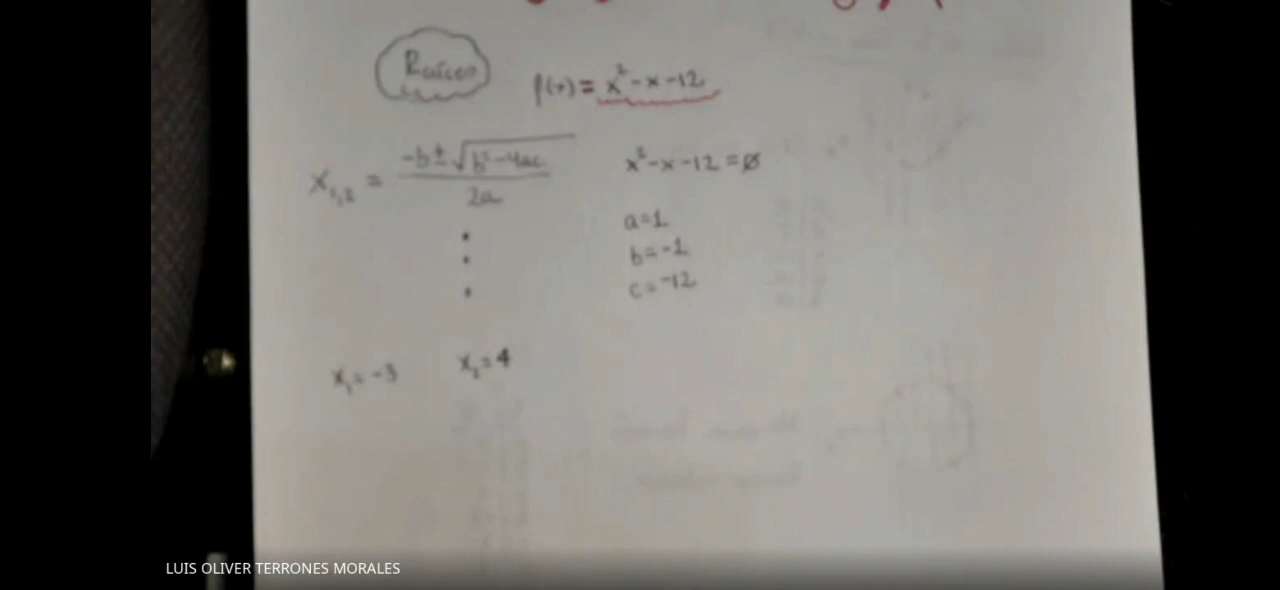 Raíces
f(x) = x² - x - 12
x₁,₂ = (-b ± √(b² - 4ac)) / 2a
x² - x - 12 = ∅
a = 1
b = -1
c = -12
x₁ = -3
x₂ = 4
LUIS OLIVER TERRONES MORALES